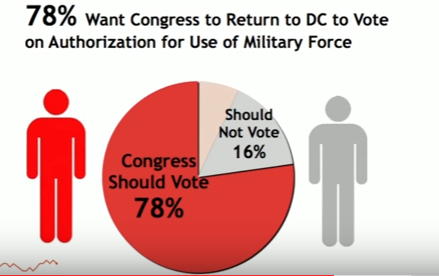 78% Want Congress to Return to DC to Vote
on Authorization for Use of Military Force
Should
Not Vote
16%
Congress
Should Vote
78%